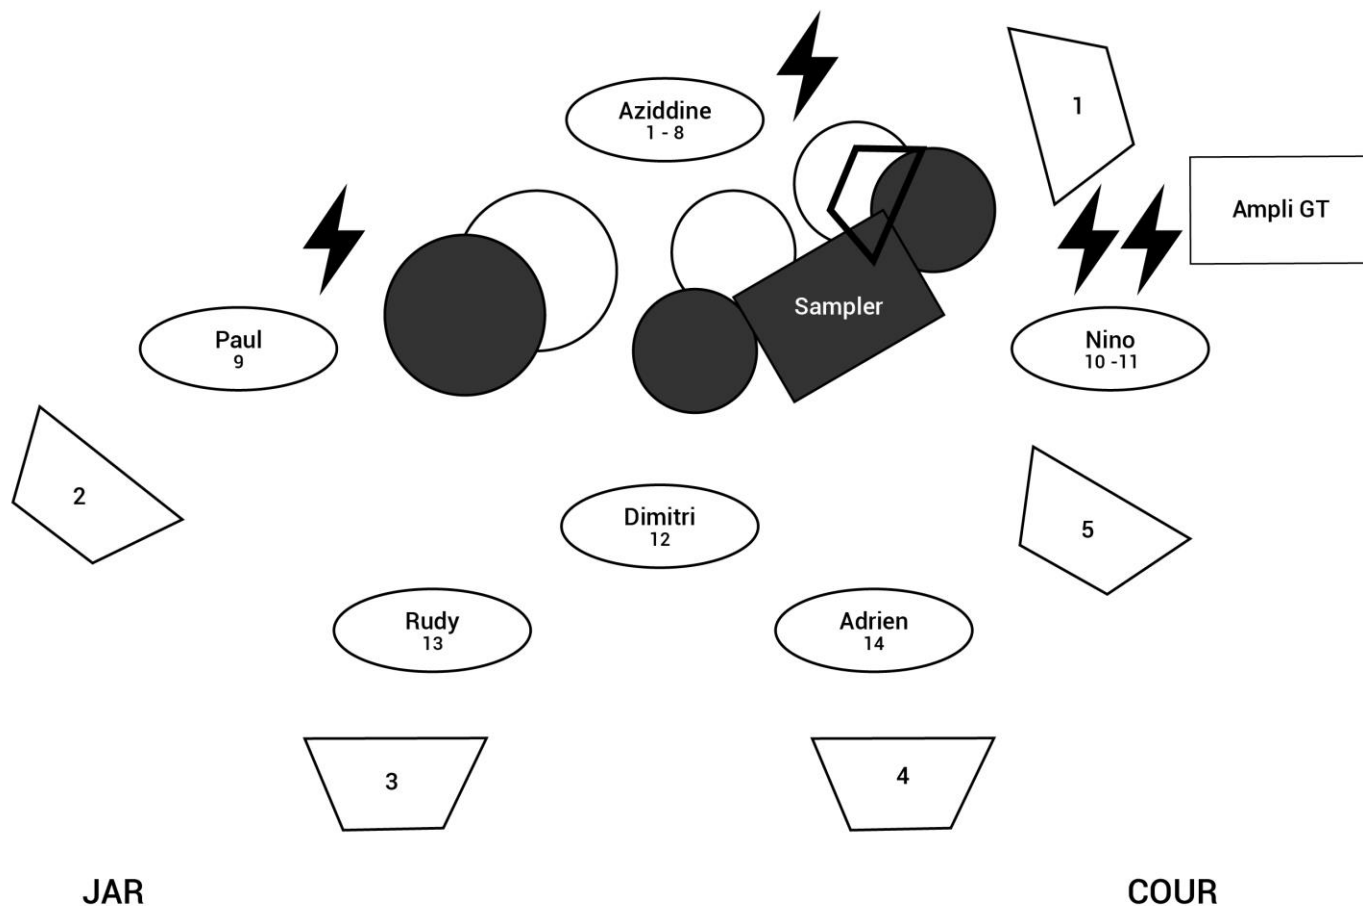 Aziddine
1 - 8
1
Ampli GT
Sampler
Paul
9
Nino
10 -11
2
Dimitri
12
5
Rudy
13
Adrien
14
3
4
JAR
COUR